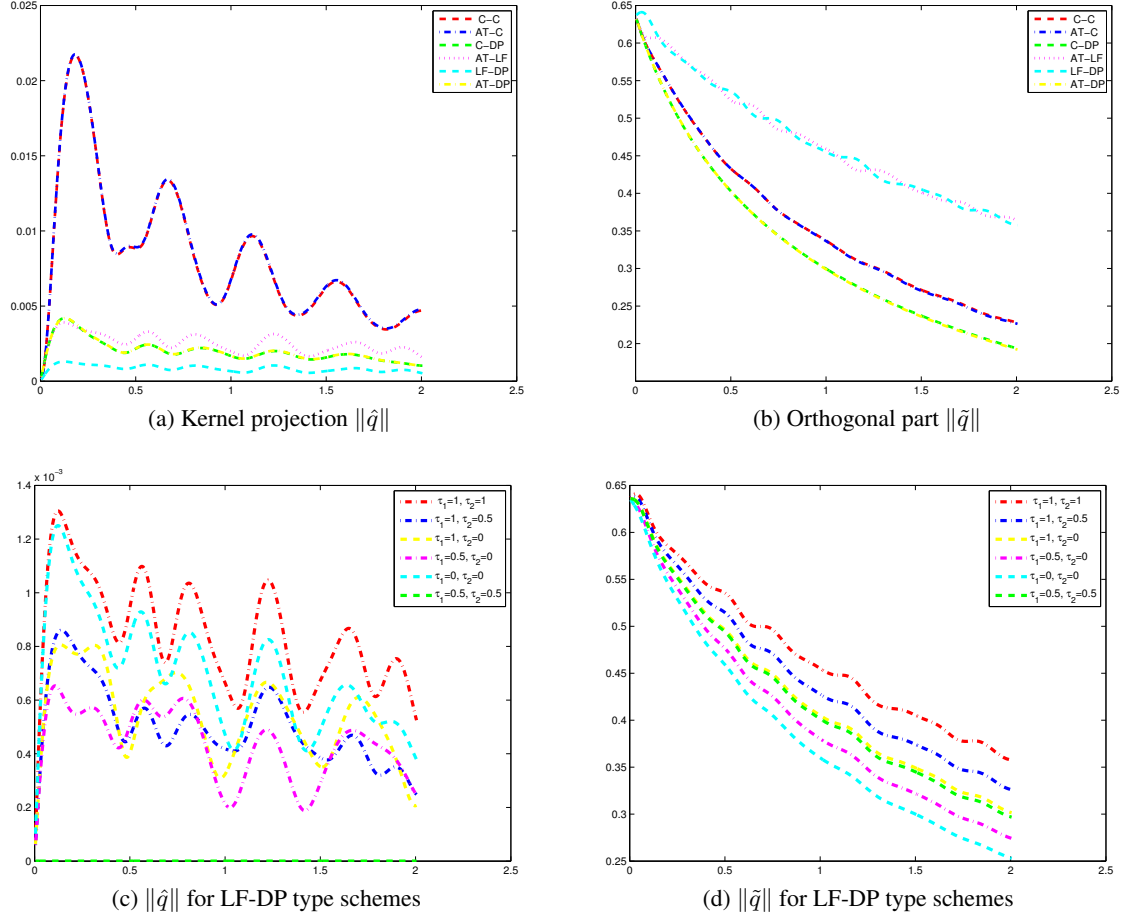 0.025
0.02
0.015
0.01
0.005
0
0 0.5 1 1.5 2 2.5
C−C
AT−C
C−DP
AT−LF
LF−DP
AT−DP
(a) Kernel projection ‖q̂‖
0.65
0.6
0.55
0.5
0.45
0.4
0.35
0.3
0.25
0.2
0 0.5 1 1.5 2 2.5
C−C
AT−C
C−DP
AT−LF
LF−DP
AT−DP
(b) Orthogonal part ‖q̃‖
x 10⁻³
1.4
1.2
1
0.8
0.6
0.4
0.2
0
0 0.5 1 1.5 2 2.5
τ₁=1, τ₂=1
τ₁=1, τ₂=0.5
τ₁=1, τ₂=0
τ₁=0.5, τ₂=0
τ₁=0, τ₂=0
τ₁=0.5, τ₂=0.5
(c) ‖q̂‖ for LF-DP type schemes
0.65
0.6
0.55
0.5
0.45
0.4
0.35
0.3
0.25
0 0.5 1 1.5 2 2.5
τ₁=1, τ₂=1
τ₁=1, τ₂=0.5
τ₁=1, τ₂=0
τ₁=0.5, τ₂=0
τ₁=0, τ₂=0
τ₁=0.5, τ₂=0.5
(d) ‖q̃‖ for LF-DP type schemes